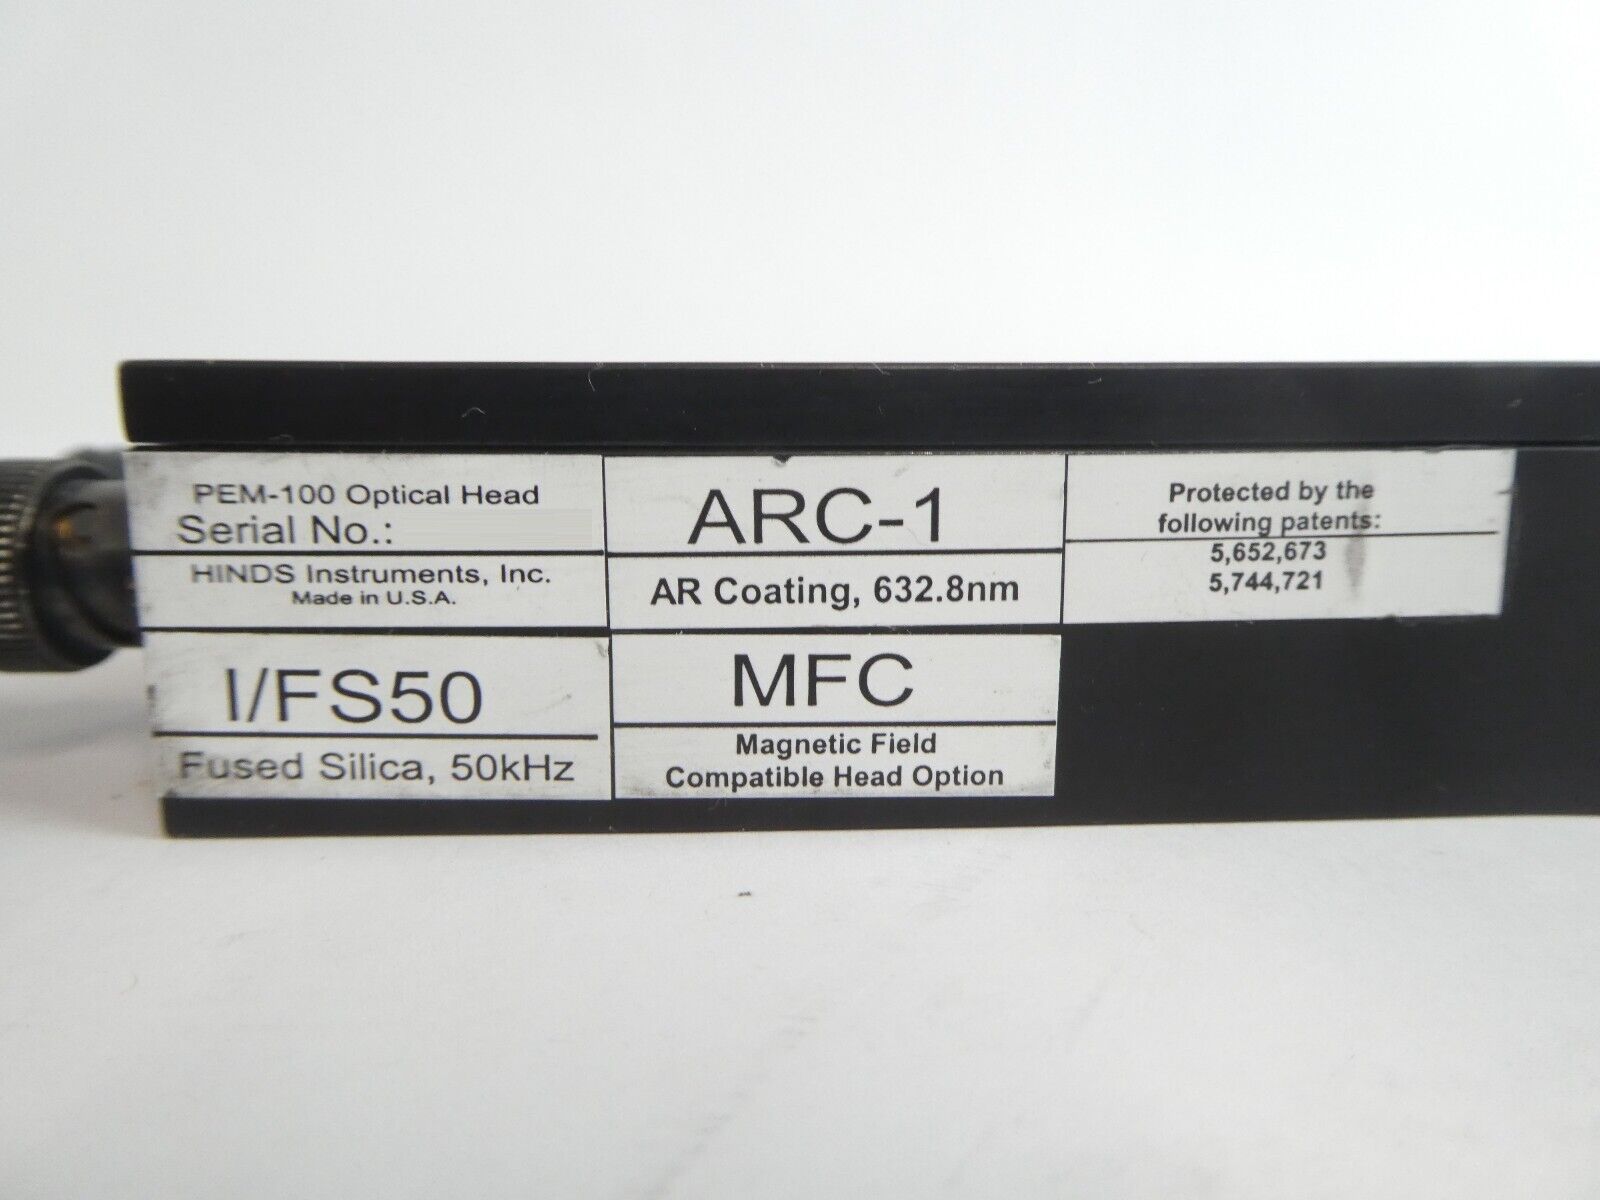 PEM-100 Optical Head
Serial No.:
HINDS Instruments, Inc.
Made in U.S.A.
I/FS50
Fused Silica, 50kHz
ARC-1
AR Coating, 632.8nm
MFC
Magnetic Field
Compatible Head Option
Protected by the
following patents:
5,652,673
5,744,721